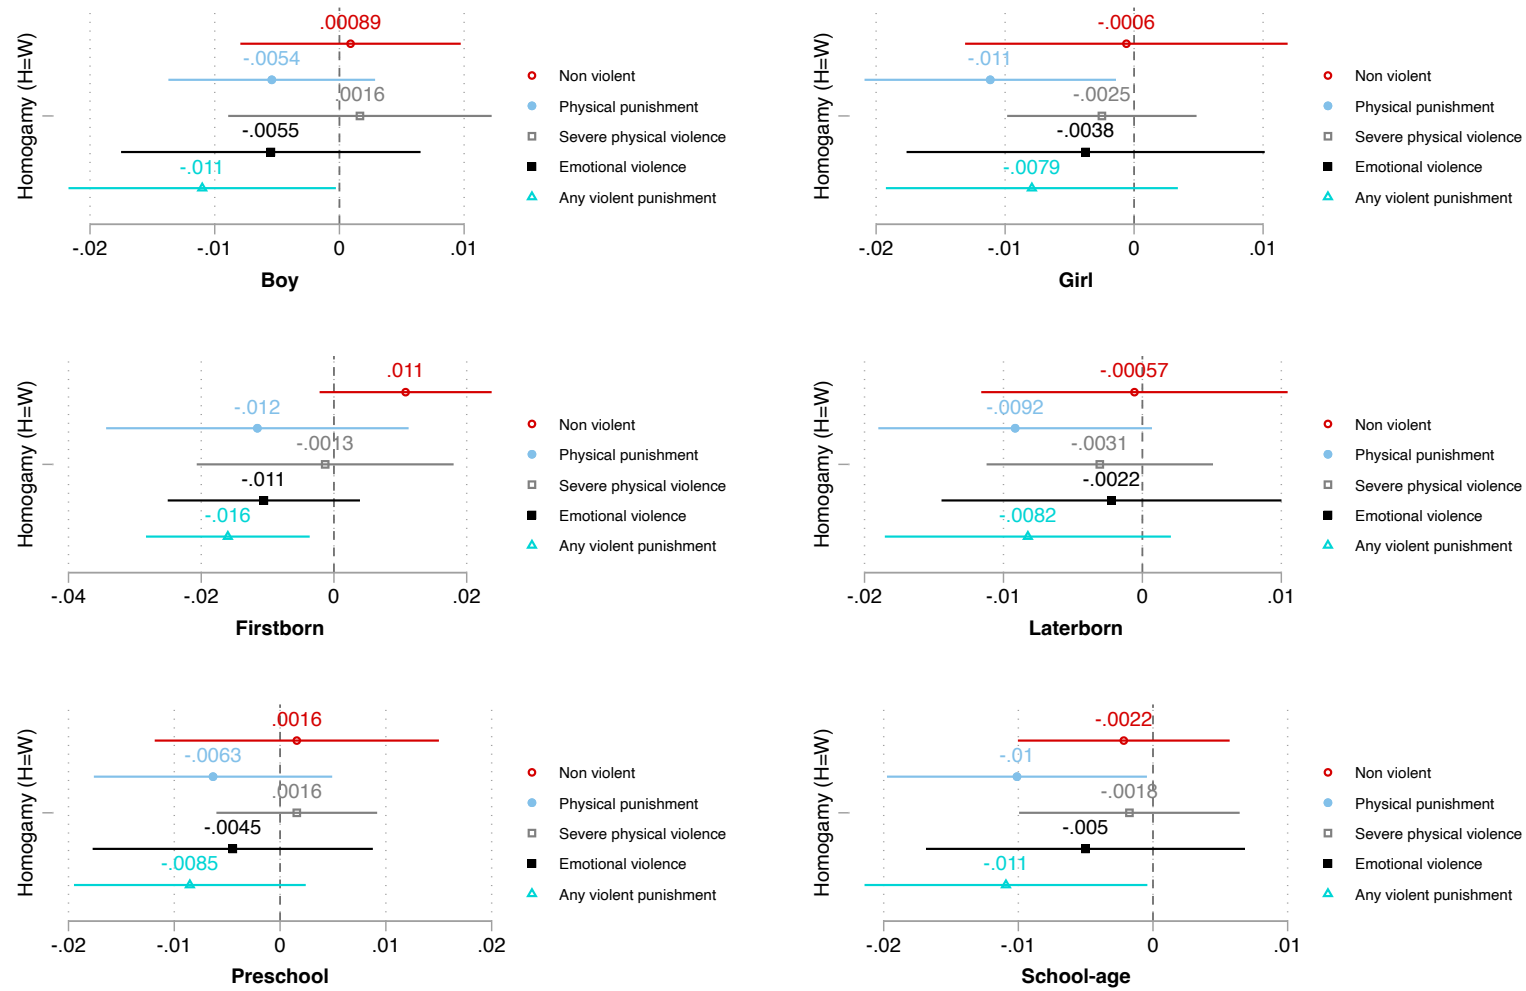 Homogamy (H=W)
.00089
-.0054
.0016
-.0055
-.011
-.02
-.01
0
.01
Boy
Non violent
Physical punishment
Severe physical violence
Emotional violence
Any violent punishment
Homogamy (H=W)
-.0006
-.011
-.0025
-.0038
-.0079
-.02
-.01
0
.01
Girl
Non violent
Physical punishment
Severe physical violence
Emotional violence
Any violent punishment
Homogamy (H=W)
.011
-.012
-.0013
-.011
-.016
-.04
-.02
0
.02
Firstborn
Non violent
Physical punishment
Severe physical violence
Emotional violence
Any violent punishment
Homogamy (H=W)
-.00057
-.0092
-.0031
-.0022
-.0082
-.02
-.01
0
.01
Laterborn
Non violent
Physical punishment
Severe physical violence
Emotional violence
Any violent punishment
Homogamy (H=W)
.0016
-.0063
.0016
-.0045
-.0085
-.02
-.01
0
.01
.02
Preschool
Non violent
Physical punishment
Severe physical violence
Emotional violence
Any violent punishment
Homogamy (H=W)
-.0022
-.01
-.0018
-.005
-.011
-.02
-.01
0
.01
School-age
Non violent
Physical punishment
Severe physical violence
Emotional violence
Any violent punishment